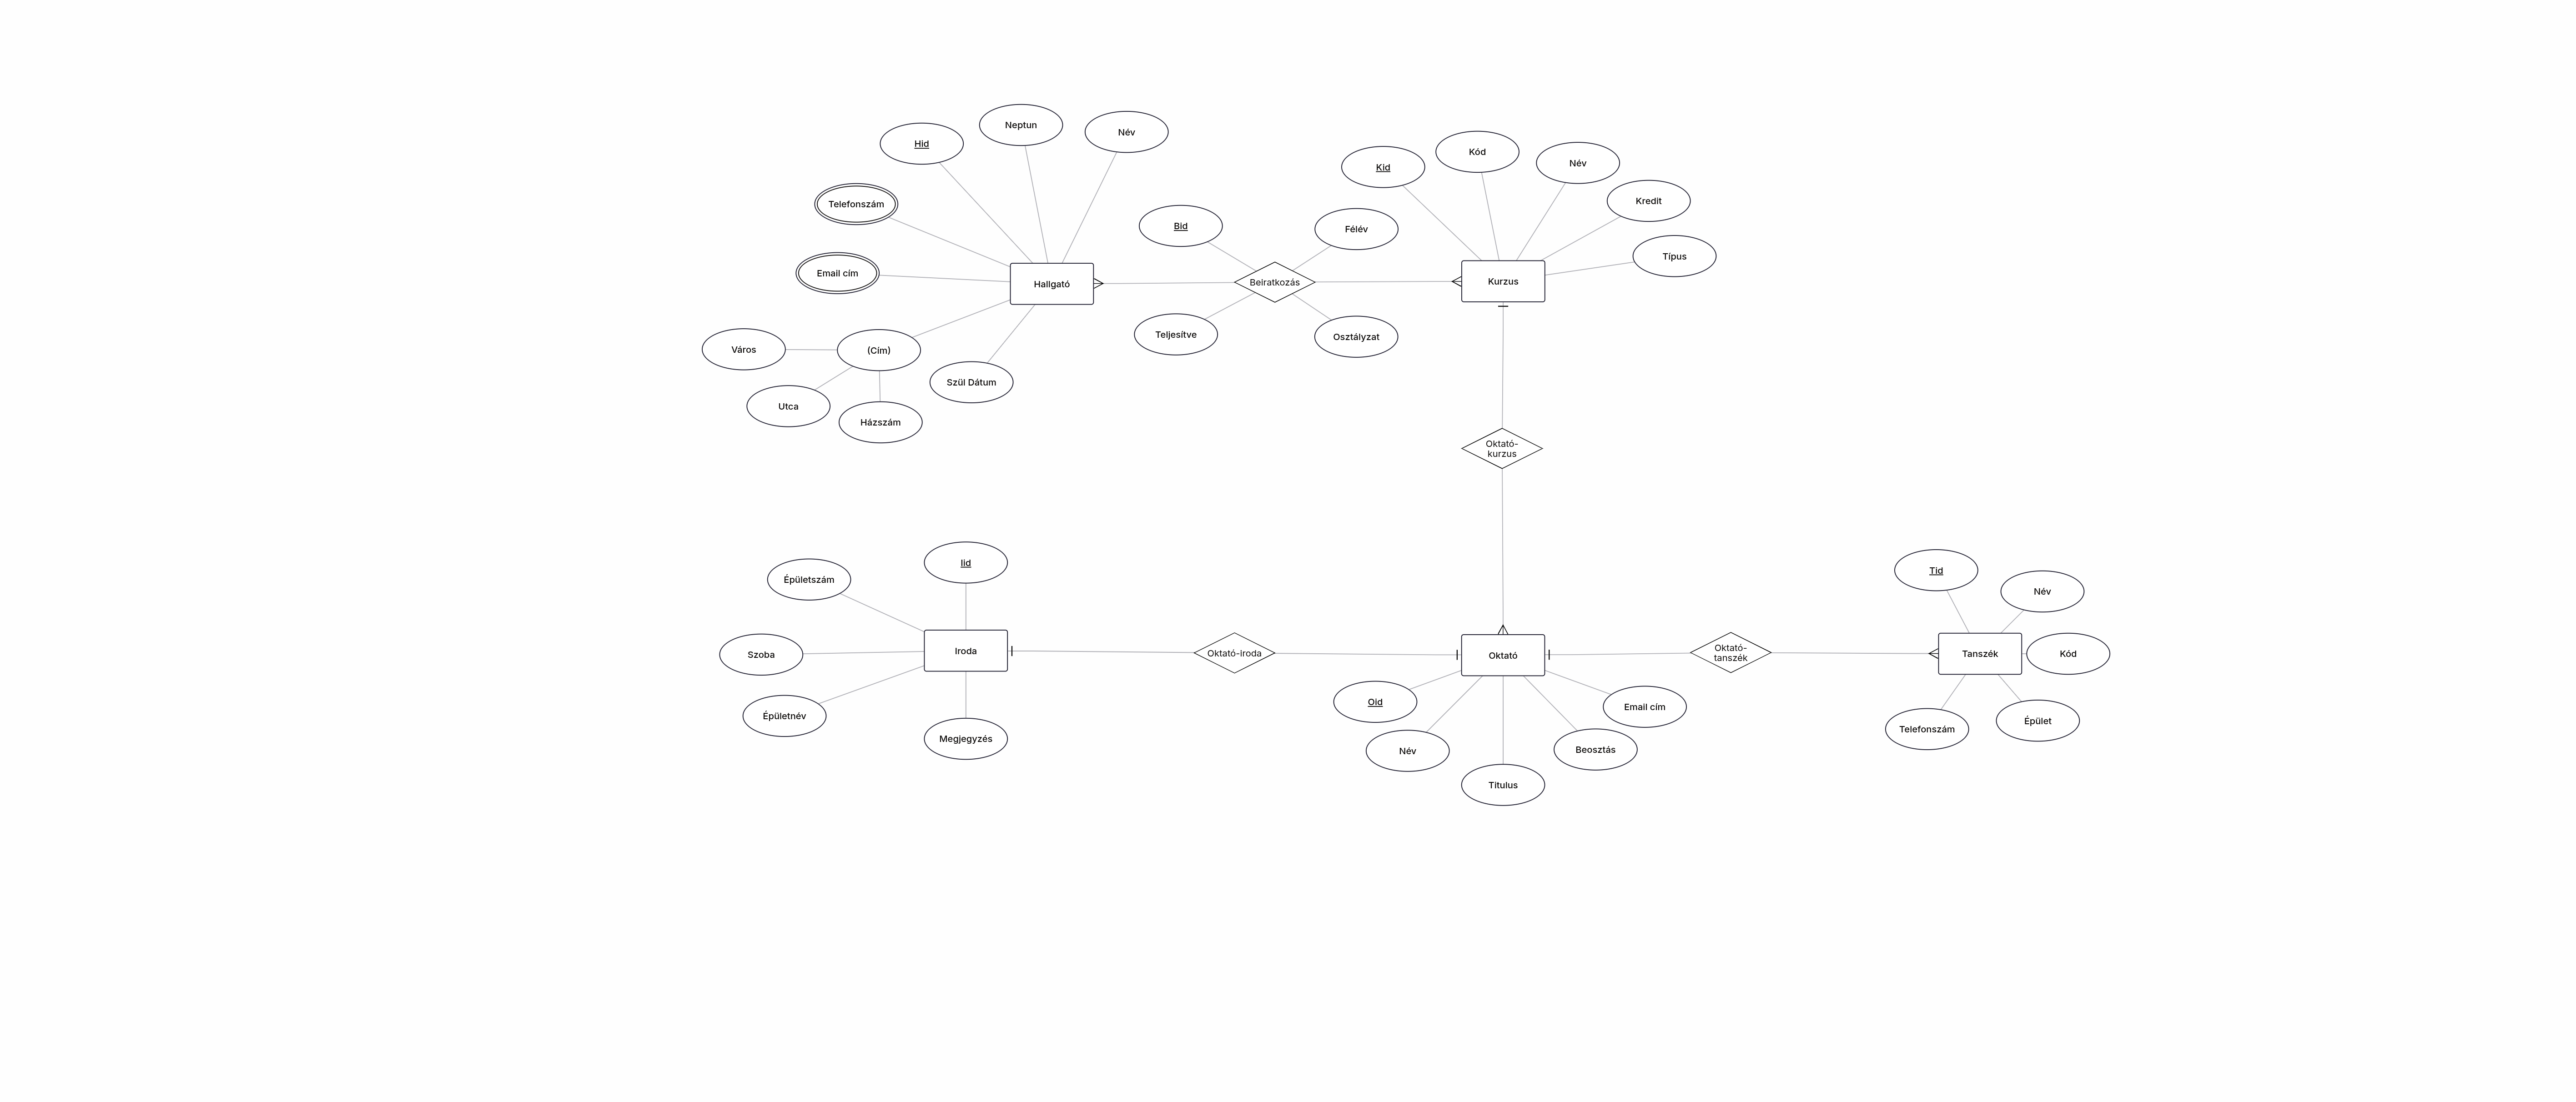 Neptun
Név
Hid
Kód
Név
Kid
Kredit
Telefonszám
Bid
Félév
Típus
Email cím
Hallgató
Beiratkozás
Kurzus
Teljesítve
Osztályzat
Város
(Cím)
Szül Dátum
Utca
Házszám
Oktató-
kurzus
Iid
Tid
Épületszám
Név
Iroda
Szoba
Oktató-iroda
Oktató
Oktató-
tanszék
Tanszék
Kód
Oid
Email cím
Épületnév
Épület
Telefonszám
Megjegyzés
Név
Beosztás
Titulus